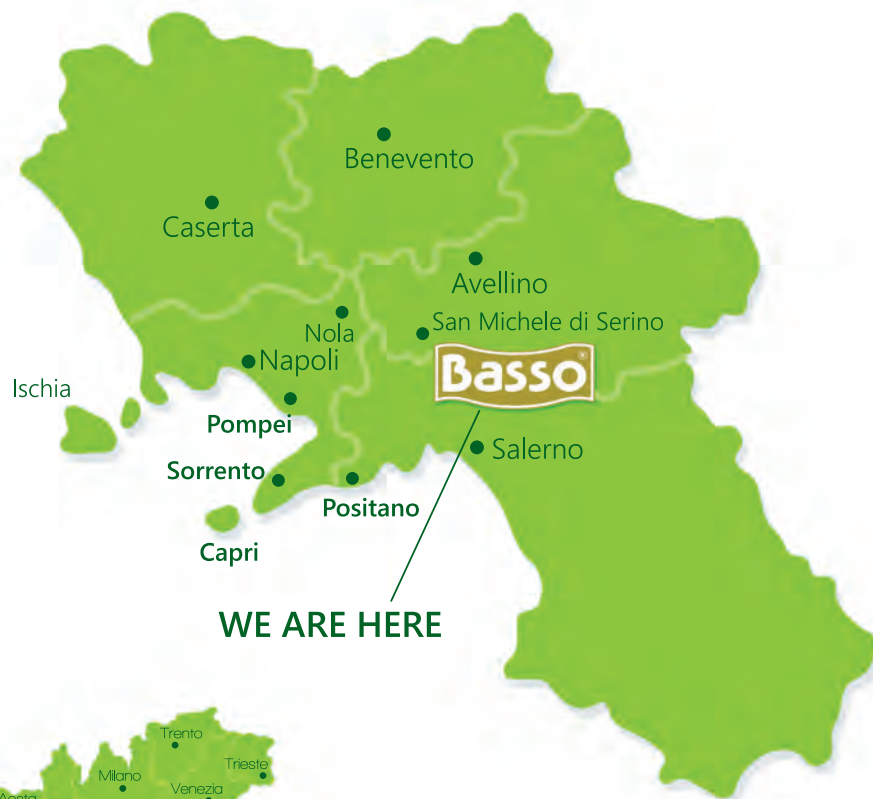 Benevento
Caserta
Avellino
San Michele di Serino
Nola
Napoli
Basso®
Ischia
Pompei
Salerno
Sorrento
Positano
Capri
WE ARE HERE
Trento
Trieste
Milano
Venezia
Aosta